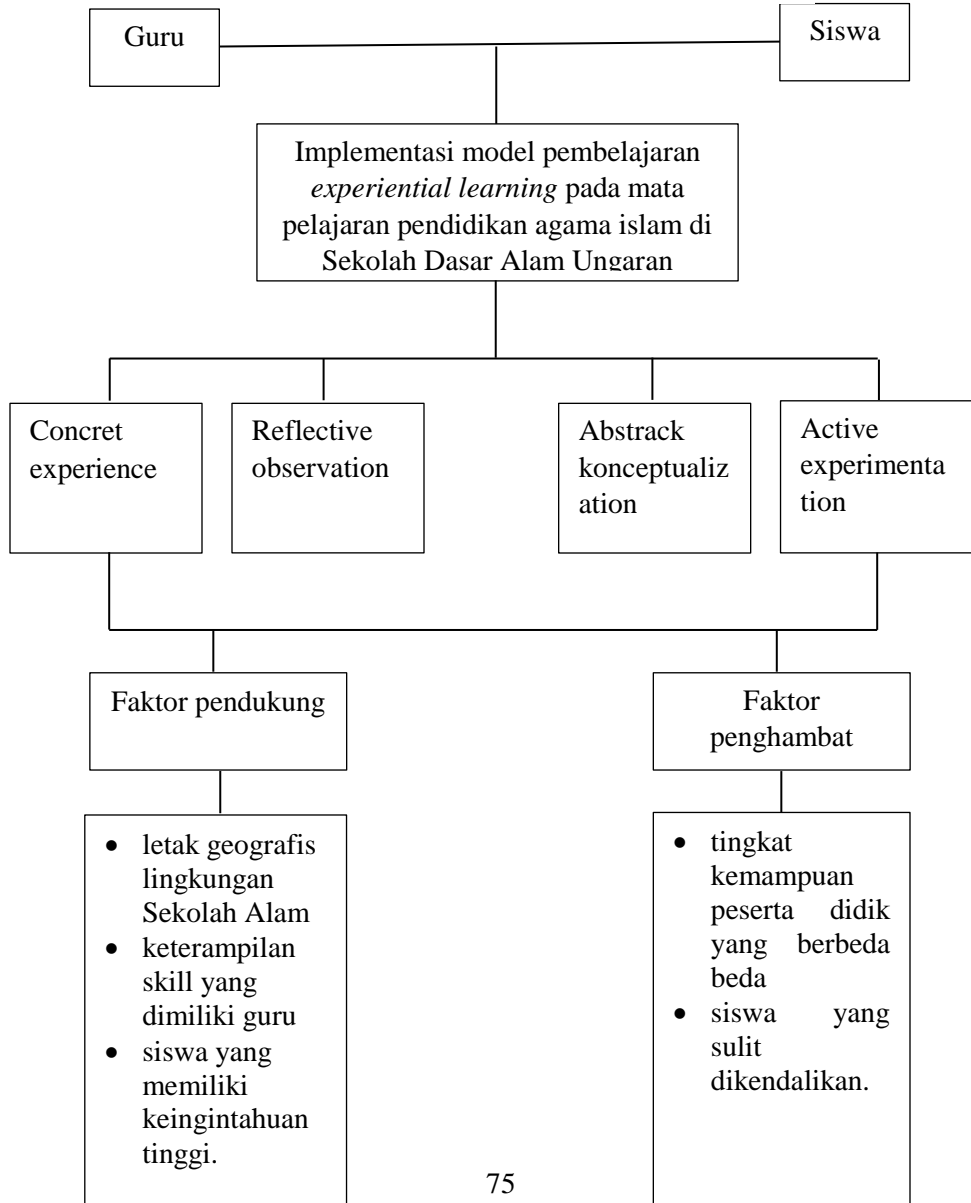 Guru
Siswa
Implementasi model pembelajaran
experiential learning pada mata
pelajaran pendidikan agama islam di
Sekolah Dasar Alam Ungaran
Concret
experience
Reflective
observation
Abstrack
konceptualiz
ation
Active
experimenta
tion
Faktor pendukung
Faktor
penghambat
• letak geografis
lingkungan
Sekolah Alam
• keterampilan
skill yang
dimiliki guru
• siswa yang
memiliki
keingintahuan
tinggi.
• tingkat
kemampuan
peserta didik
yang berbeda
beda
• siswa yang
sulit
dikendalikan.
75